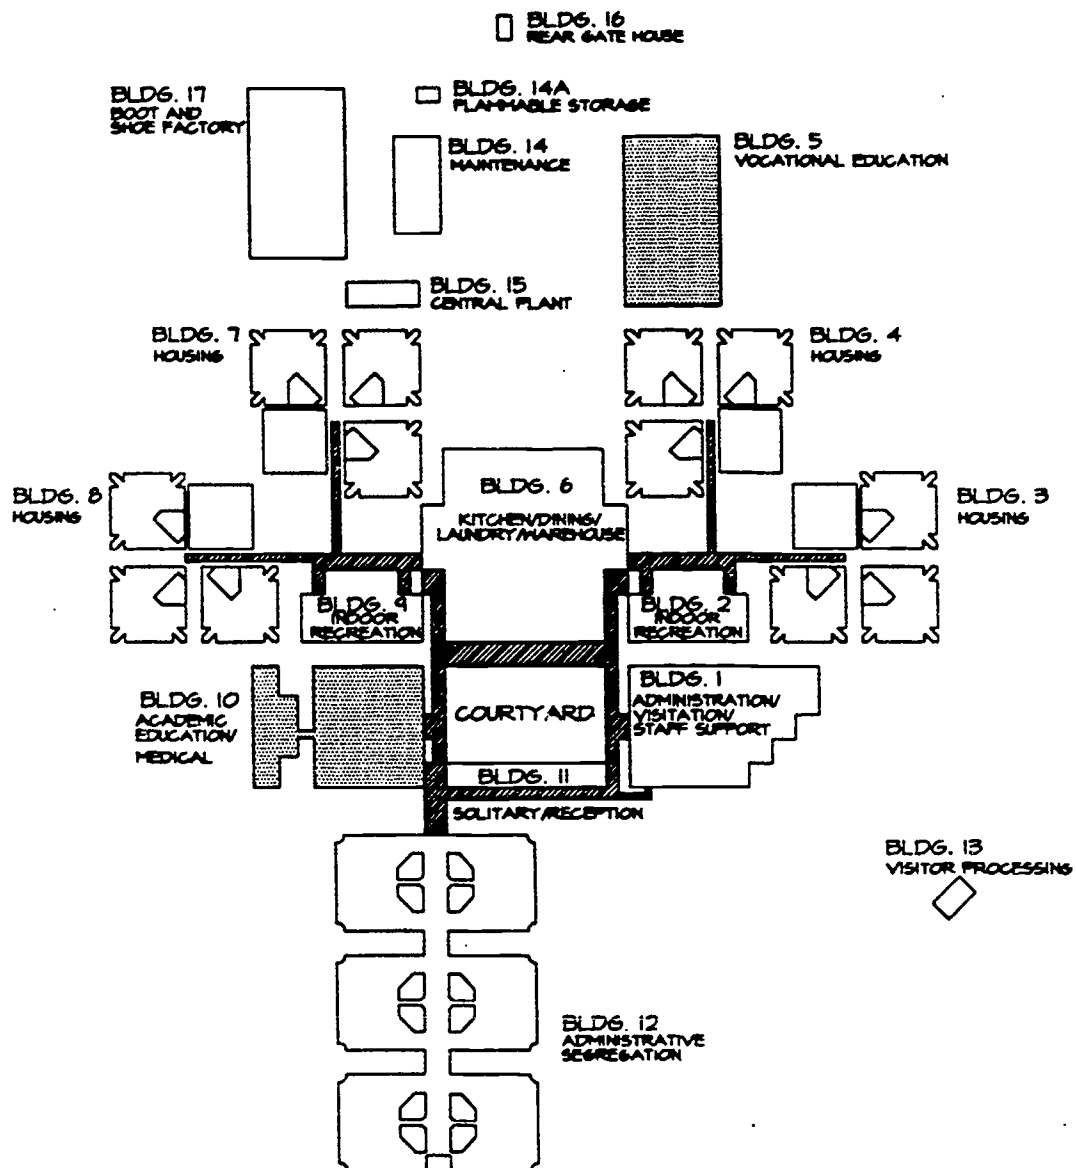 BLDG. 16
REAR GATE HOUSE
BLDG. 17
BOOT AND
SHOE FACTORY
BLDG. 14A
FLAMMABLE STORAGE
BLDG. 14
MAINTENANCE
BLDG. 5
VOCATIONAL EDUCATION
BLDG. 15
CENTRAL PLANT
BLDG. 7
HOUSING
BLDG. 4
HOUSING
BLDG. 8
HOUSING
BLDG. 6
KITCHEN/DINING/
LAUNDRY/WAREHOUSE
BLDG. 3
HOUSING
BLDG. 9
INDOOR
RECREATION
BLDG. 2
INDOOR
RECREATION
BLDG. 10
ACADEMIC
EDUCATION/
MEDICAL
COURTYARD
BLDG. 1
ADMINISTRATION/
VISITATION/
STAFF SUPPORT
BLDG. 11
SOLITARY/RECEPTION
BLDG. 13
VISITOR PROCESSING
BLDG. 12
ADMINISTRATIVE
SEGREGATION